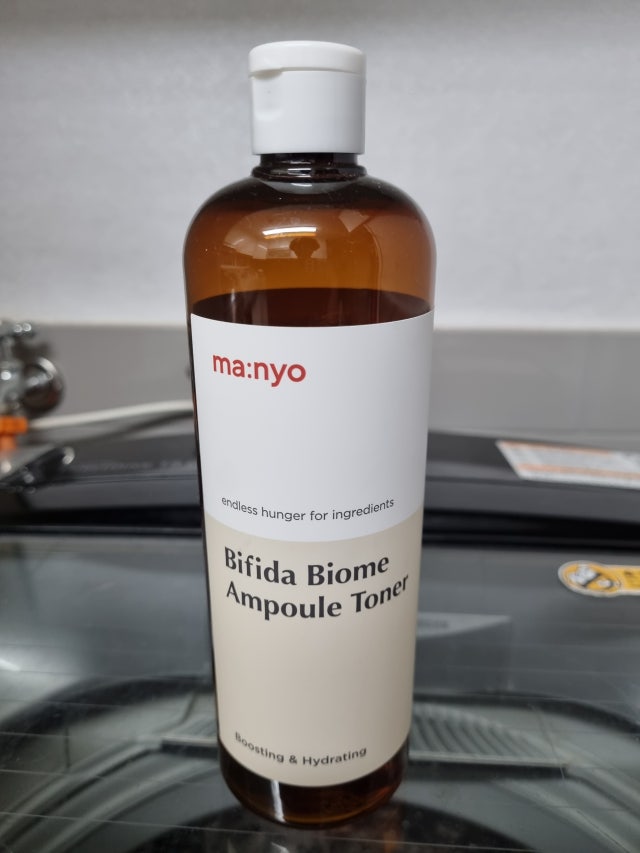 ma:nyo
endless hunger for ingredients
Bifida Biome
Ampoule Toner
Boosting & Hydrating